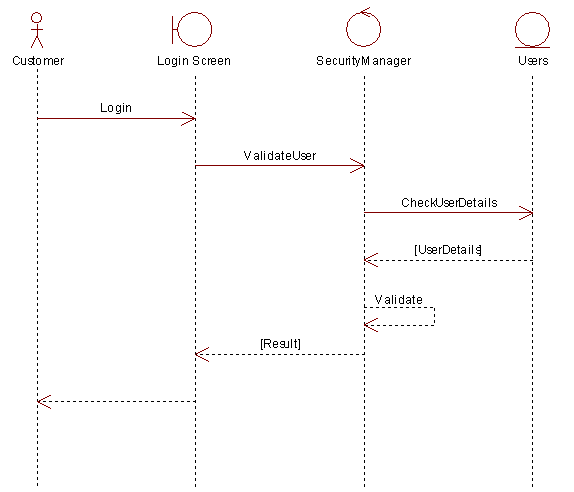 Customer
Login Screen
SecurityManager
Users
Login
ValidateUser
CheckUserDetails
[UserDetails]
Validate
[Result]